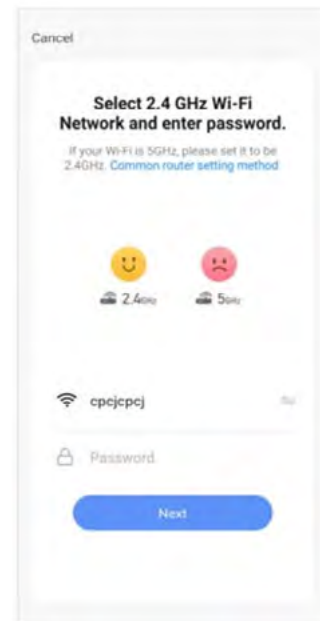 Cancel
Select 2.4 GHz Wi-Fi
Network and enter password.
If your Wi-Fi is 5GHz, please set it to be
2.4GHz. Common router setting method
2.4GHz
5GHz
cpcjcpcj
Password
Next